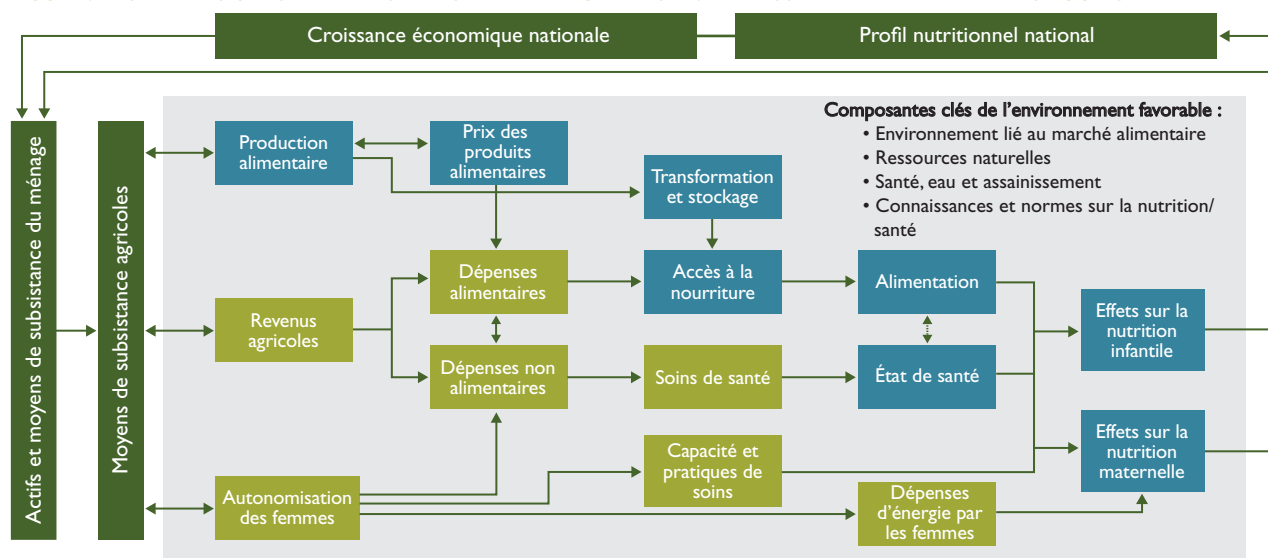 Croissance économique nationale
Profil nutritionnel national
Actifs et moyens de subsistance du ménage
Moyens de subsistance agricoles
Composantes clés de l'environnement favorable :
• Environnement lié au marché alimentaire
• Ressources naturelles
• Santé, eau et assainissement
• Connaissances et normes sur la nutrition/
santé
Production
alimentaire
Prix des
produits
alimentaires
Transformation
et stockage
Dépenses
alimentaires
Accès à la
nourriture
Alimentation
Revenus
agricoles
Effets sur la
nutrition
infantile
Dépenses non
alimentaires
Soins de santé
État de santé
Effets sur la
nutrition
maternelle
Capacité et
pratiques de
soins
Autonomisation
des femmes
Dépenses
d'énergie par
les femmes